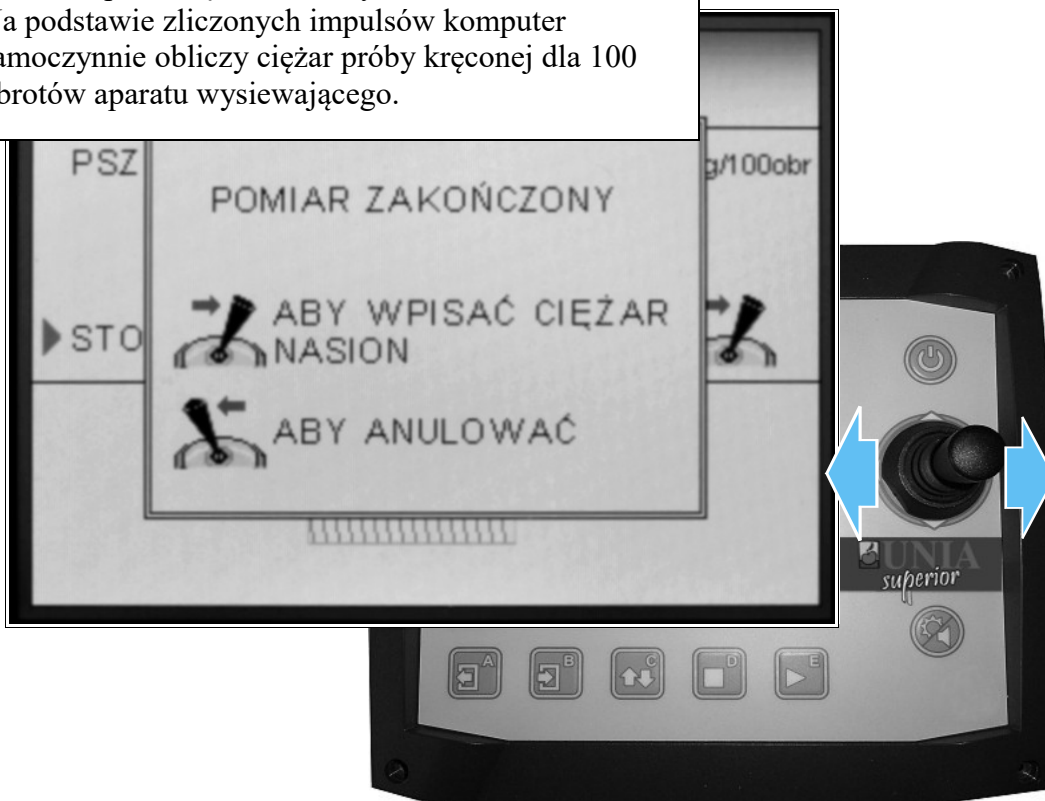 a podstawie zliczonych impulsów komputer
amoczynnie obliczy ciężar próby kręconej dla 100
brotów aparatu wysiewającego.
PSZ
g/100obr
POMIAR ZAKOŃCZONY
ABY WPISAĆ CIĘŻAR
NASION
STO
ABY ANULOWAĆ
UNIA
superior
A B C D E